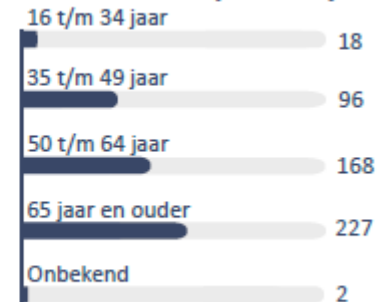 16 t/m 34 jaar
18
35 t/m 49 jaar
96
50 t/m 64 jaar
168
65 jaar en ouder
227
Onbekend
2